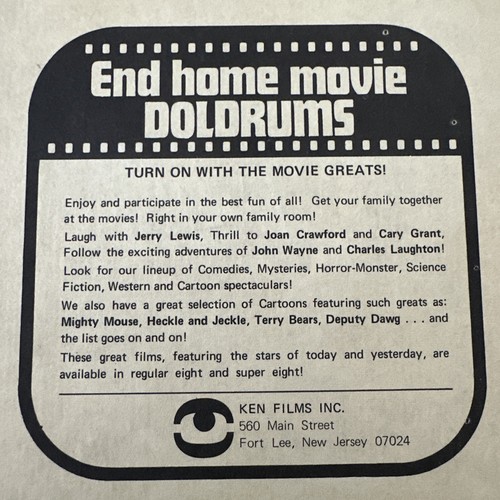 End home movie
DOLDRUMS
TURN ON WITH THE MOVIE GREATS!
Enjoy and participate in the best fun of all! Get your family together
at the movies! Right in your own family room!
Laugh with Jerry Lewis, Thrill to Joan Crawford and Cary Grant,
Follow the exciting adventures of John Wayne and Charles Laughton!
Look for our lineup of Comedies, Mysteries, Horror-Monster, Science
Fiction, Western and Cartoon spectaculars!
We also have a great selection of Cartoons featuring such greats as:
Mighty Mouse, Heckle and Jeckle, Terry Bears, Deputy Dawg . . . and
the list goes on and on!
These great films, featuring the stars of today and yesterday, are
available in regular eight and super eight!
KEN FILMS INC.
560 Main Street
Fort Lee, New Jersey 07024